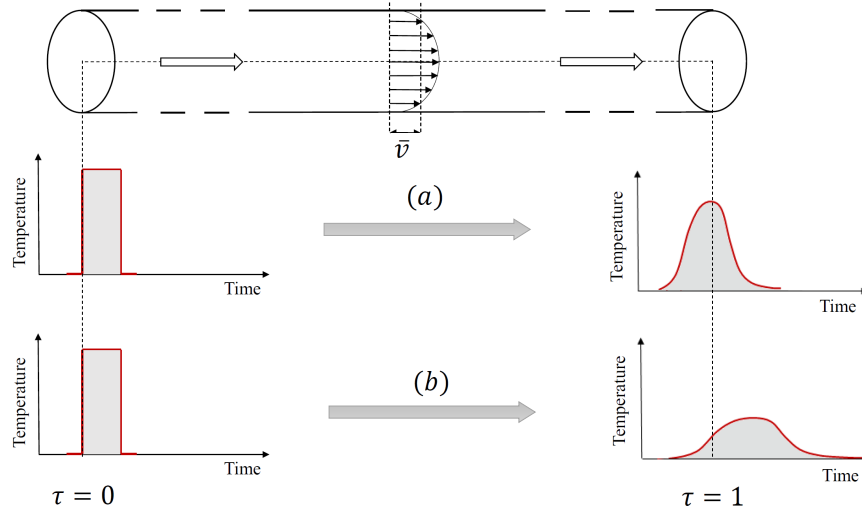 v̄
(a)
Temperature
Time
Temperature
Time
(b)
Temperature
Time
Temperature
Time
τ = 0
τ = 1